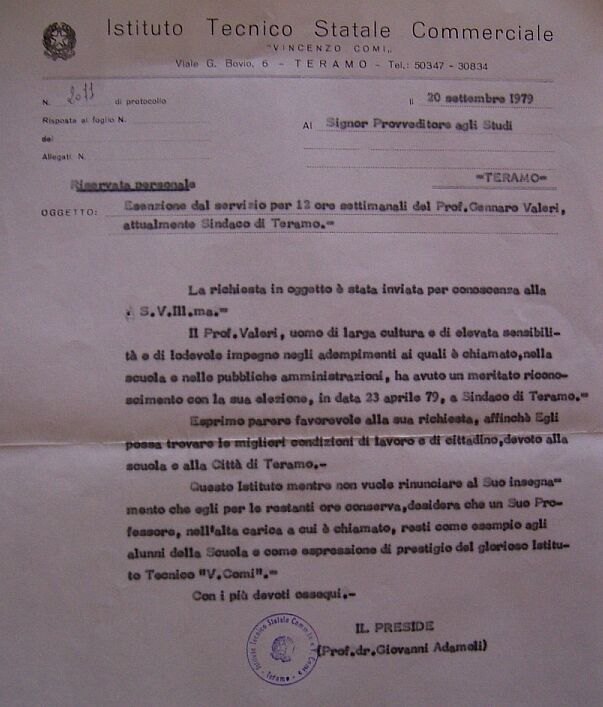 Istituto Tecnico Statale Commerciale
"VINCENZO COMI„
Viale G. Bovio, 6 - TERAMO - Tel.: 50347 - 30834
N. 2011 di protocollo
Il 20 settembre 1979
Risposta al foglio N.
del
Allegati N.
Al Signor Provveditore agli Studi
=TERAMO=
Riservata personale
OGGETTO: Esenzione dal servizio per 12 ore settimanali del Prof.Gennaro Valeri,
attualmente Sindaco di Teramo.=
La richiesta in oggetto è stata inviata per conoscenza alla
S.V.Ill.ma.=
Il Prof.Valeri, uomo di larga cultura e di elevata sensibili-
tà e di lodevole impegno negli adempimenti ai quali è chiamato,nella
scuola e nelle pubbliche amministrazioni, ha avuto un meritato ricono-
scimento con la sua elezione, in data 23 aprile 79, a Sindaco di Teramo.=
Esprimo parere favorevole alla sua richiesta, affinchè Egli
possa trovare le migliori condizioni di lavoro e di cittadino,devoto alla
scuola e alla Città di Teramo.-
Questo Istituto mentre non vuole rinunciare al Suo insegna=
mento che egli per le restanti ore conserva,desidera che un Suo Pro-
fessore, nell'alta carica a cui è chiamato, resti come esempio agli
alunni della Scuola e come espressione di prestigio del glorioso Istitu-
to Tecnico "V.Comi".=
Con i più devoti ossequi.-
IL PRESIDE
(Prof.dr.Giovanni Adamoli)
Istituto Tecnico Statale Comm.le
- Teramo -